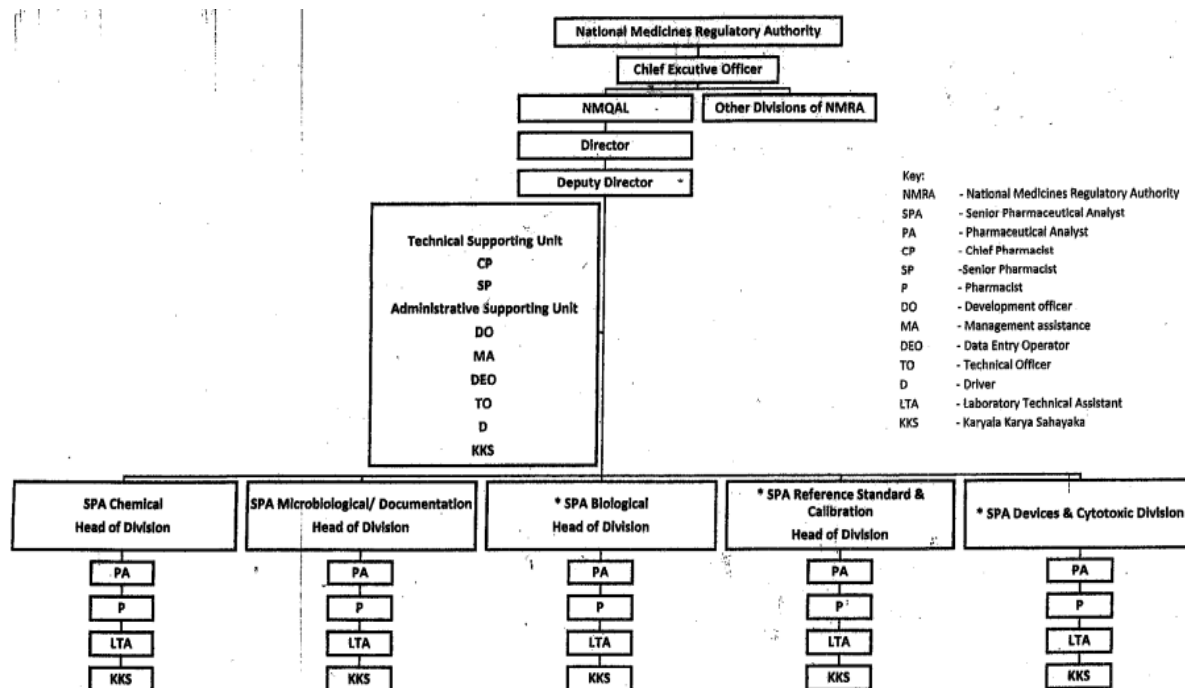 National Medicines Regulatory Authority
Chief Excutive Officer
NMQAL
Other Divisions of NMRA
Director
Deputy Director *
Technical Supporting Unit
CP
SP
Administrative Supporting Unit
DO
MA
DEO
TO
D
KKS
Key:
NMRA - National Medicines Regulatory Authority
SPA - Senior Pharmaceutical Analyst
PA - Pharmaceutical Analyst
CP - Chief Pharmacist
SP -Senior Pharmacist
P - Pharmacist
DO - Development officer
MA - Management assistance
DEO - Data Entry Operator
TO - Technical Officer
D - Driver
LTA - Laboratory Technical Assistant
KKS - Karyala Karya Sahayaka
SPA Chemical
Head of Division
SPA Microbiological/ Documentation
Head of Division
* SPA Biological
Head of Division
* SPA Reference Standard &
Calibration
Head of Division
* SPA Devices & Cytotoxic Division
PA
P
LTA
KKS
PA
P
LTA
KKS
PA
P
LTA
KKS
PA
P
LTA
KKS
PA
P
LTA
KKS